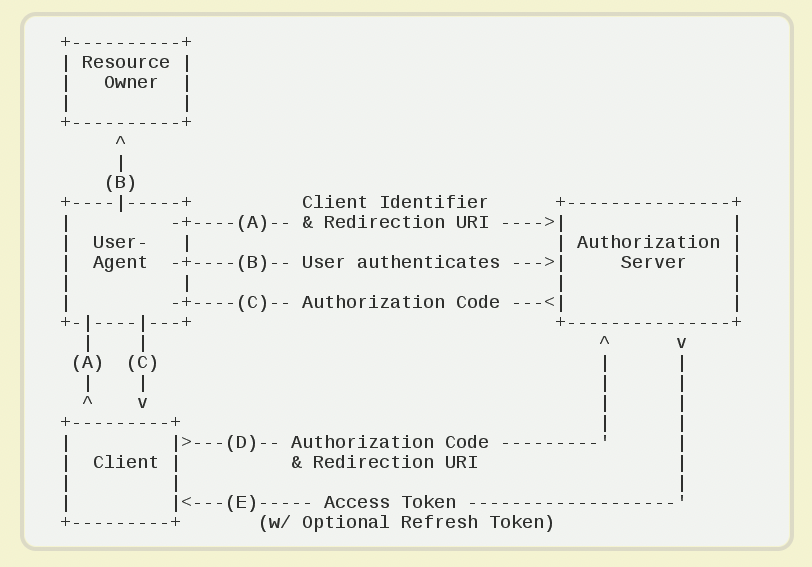 +----------+
| Resource |
|   Owner  |
|          |
+----------+
     ^
     |
    (B)
+----|-----+          Client Identifier      +---------------+
|         -+----(A)-- & Redirection URI ---->|               |
|  User-   |                                 | Authorization |
|  Agent  -+----(B)-- User authenticates --->|     Server    |
|          |                                 |               |
|         -+----(C)-- Authorization Code ---<|               |
+-|----|---+                                 +---------------+
  |    |                                         ^      v
 (A)  (C)                                        |      |
  |    |                                         |      |
  ^    v                                         |      |
+---------+                                      |      |
|         |>---(D)-- Authorization Code ---------'      |
|  Client |          & Redirection URI                  |
|         |                                             |
|         |<---(E)----- Access Token -------------------'
+---------+       (w/ Optional Refresh Token)